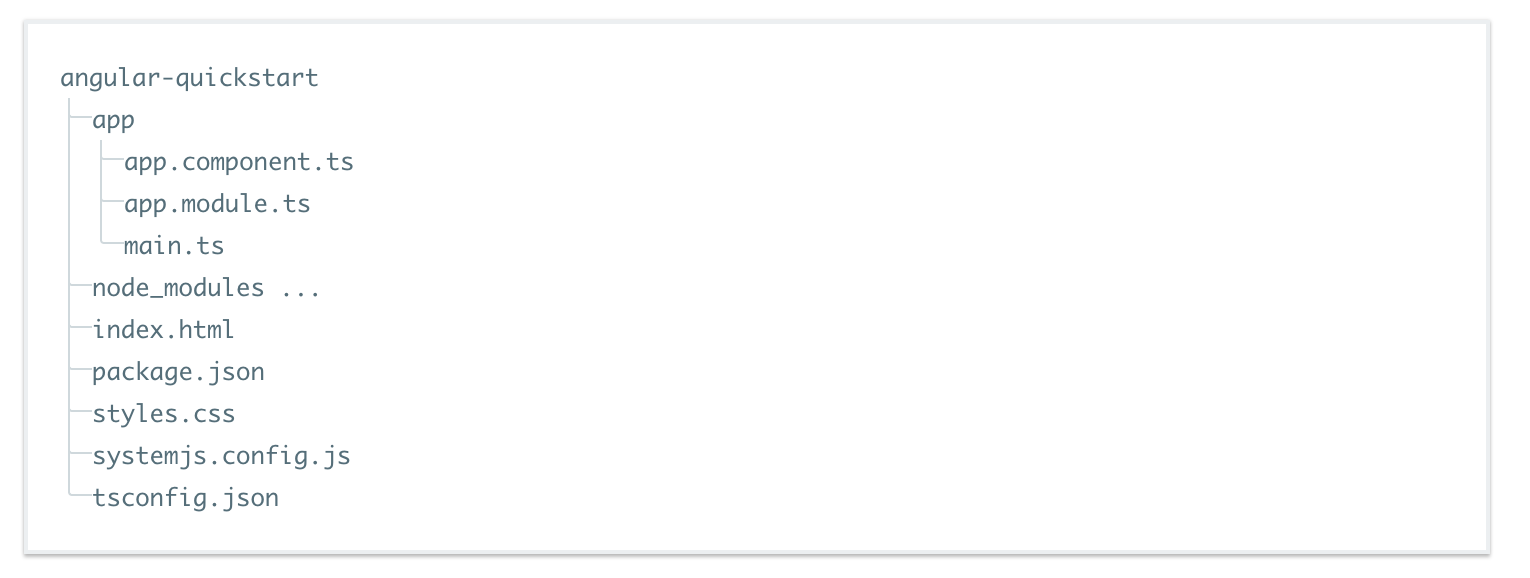 angular-quickstart
app
app.component.ts
app.module.ts
main.ts
node_modules ...
index.html
package.json
styles.css
systemjs.config.js
tsconfig.json